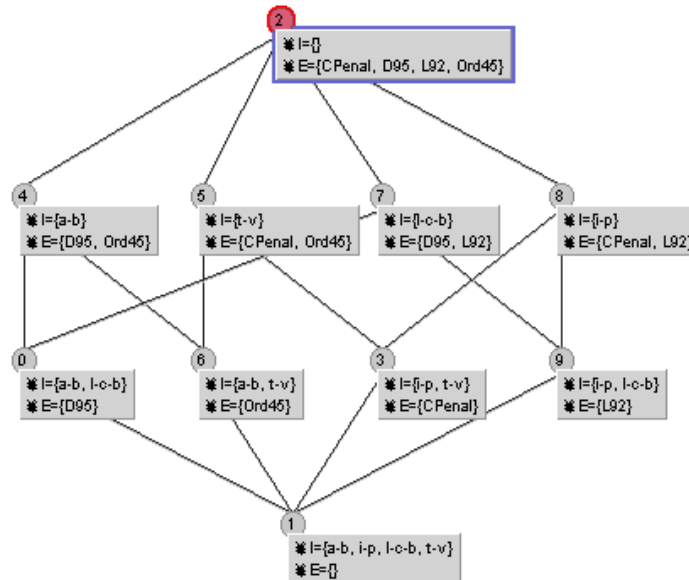 2
I={}
E={CPenal, D95, L92, Ord45}
4
I={a-b}
E={D95, Ord45}
5
I={t-v}
E={CPenal, Ord45}
7
I={l-c-b}
E={D95, L92}
8
I={i-p}
E={CPenal, L92}
0
I={a-b, l-c-b}
E={D95}
6
I={a-b, t-v}
E={Ord45}
3
I={i-p, t-v}
E={CPenal}
9
I={i-p, l-c-b}
E={L92}
1
I={a-b, i-p, l-c-b, t-v}
E={}